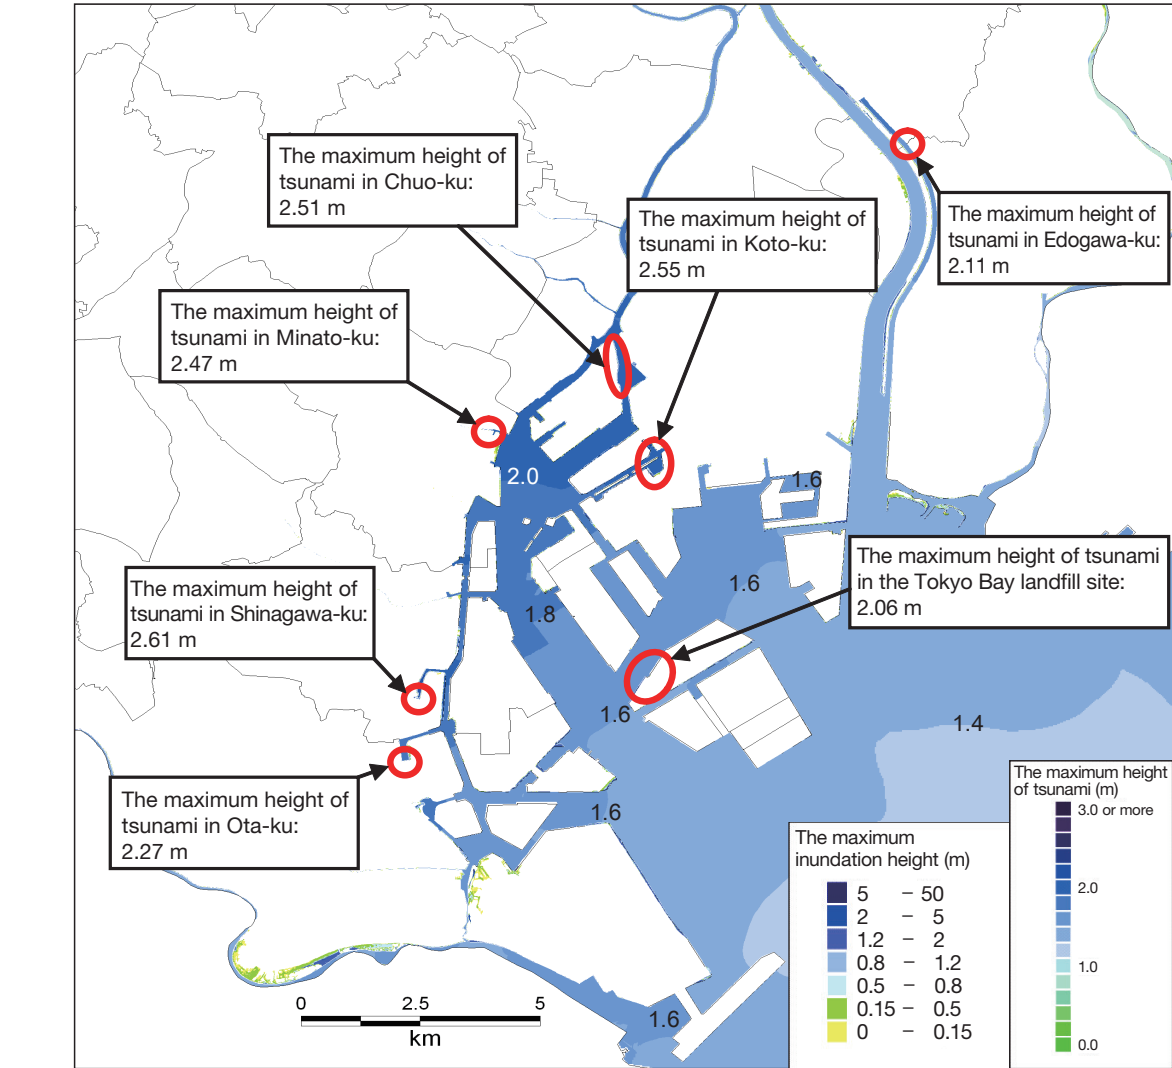 The maximum height of
tsunami in Chuo-ku:
2.51 m
The maximum height of
tsunami in Koto-ku:
2.55 m
The maximum height of
tsunami in Edogawa-ku:
2.11 m
The maximum height of
tsunami in Minato-ku:
2.47 m
2.0
1.6
The maximum height of tsunami
in the Tokyo Bay landfill site:
2.06 m
The maximum height of
tsunami in Shinagawa-ku:
2.61 m
1.6
1.8
1.6
1.4
The maximum height of
tsunami in Ota-ku:
2.27 m
1.6
1.6
0 2.5 5
km
The maximum
inundation height (m)
5 – 50
2 – 5
1.2 – 2
0.8 – 1.2
0.5 – 0.8
0.15 – 0.5
0 – 0.15
The maximum height
of tsunami (m)
3.0 or more
2.0
1.0
0.0